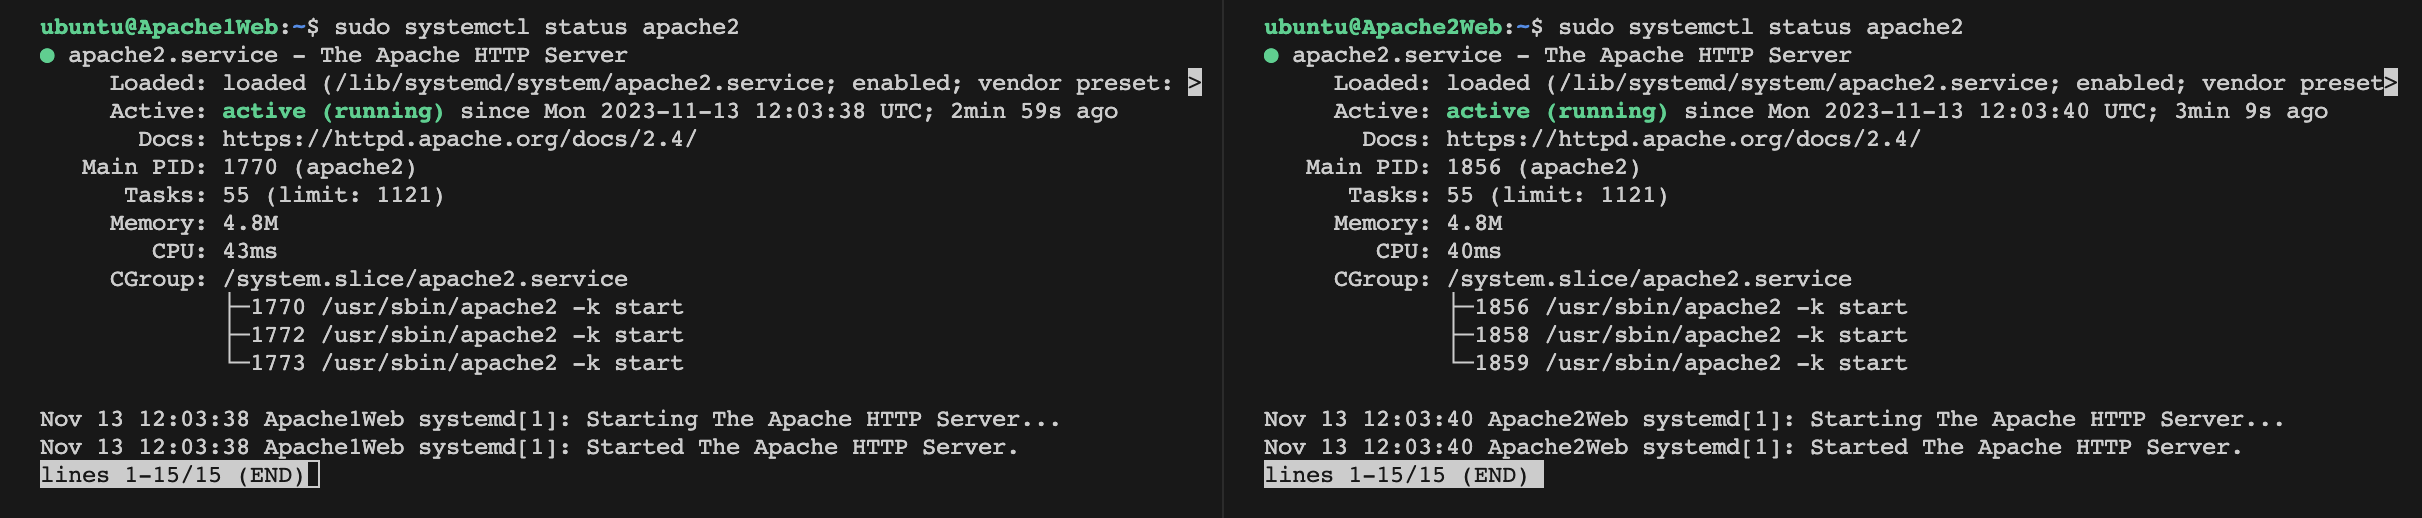 ubuntu@Apache1Web:~$ sudo systemctl status apache2
● apache2.service - The Apache HTTP Server
     Loaded: loaded (/lib/systemd/system/apache2.service; enabled; vendor preset: >
     Active: active (running) since Mon 2023-11-13 12:03:38 UTC; 2min 59s ago
       Docs: https://httpd.apache.org/docs/2.4/
   Main PID: 1770 (apache2)
      Tasks: 55 (limit: 1121)
     Memory: 4.8M
        CPU: 43ms
     CGroup: /system.slice/apache2.service
             ├─1770 /usr/sbin/apache2 -k start
             ├─1772 /usr/sbin/apache2 -k start
             └─1773 /usr/sbin/apache2 -k start

Nov 13 12:03:38 Apache1Web systemd[1]: Starting The Apache HTTP Server...
Nov 13 12:03:38 Apache1Web systemd[1]: Started The Apache HTTP Server.
lines 1-15/15 (END)
ubuntu@Apache2Web:~$ sudo systemctl status apache2
● apache2.service - The Apache HTTP Server
     Loaded: loaded (/lib/systemd/system/apache2.service; enabled; vendor preset>
     Active: active (running) since Mon 2023-11-13 12:03:40 UTC; 3min 9s ago
       Docs: https://httpd.apache.org/docs/2.4/
   Main PID: 1856 (apache2)
      Tasks: 55 (limit: 1121)
     Memory: 4.8M
        CPU: 40ms
     CGroup: /system.slice/apache2.service
             ├─1856 /usr/sbin/apache2 -k start
             ├─1858 /usr/sbin/apache2 -k start
             └─1859 /usr/sbin/apache2 -k start

Nov 13 12:03:40 Apache2Web systemd[1]: Starting The Apache HTTP Server...
Nov 13 12:03:40 Apache2Web systemd[1]: Started The Apache HTTP Server.
lines 1-15/15 (END)